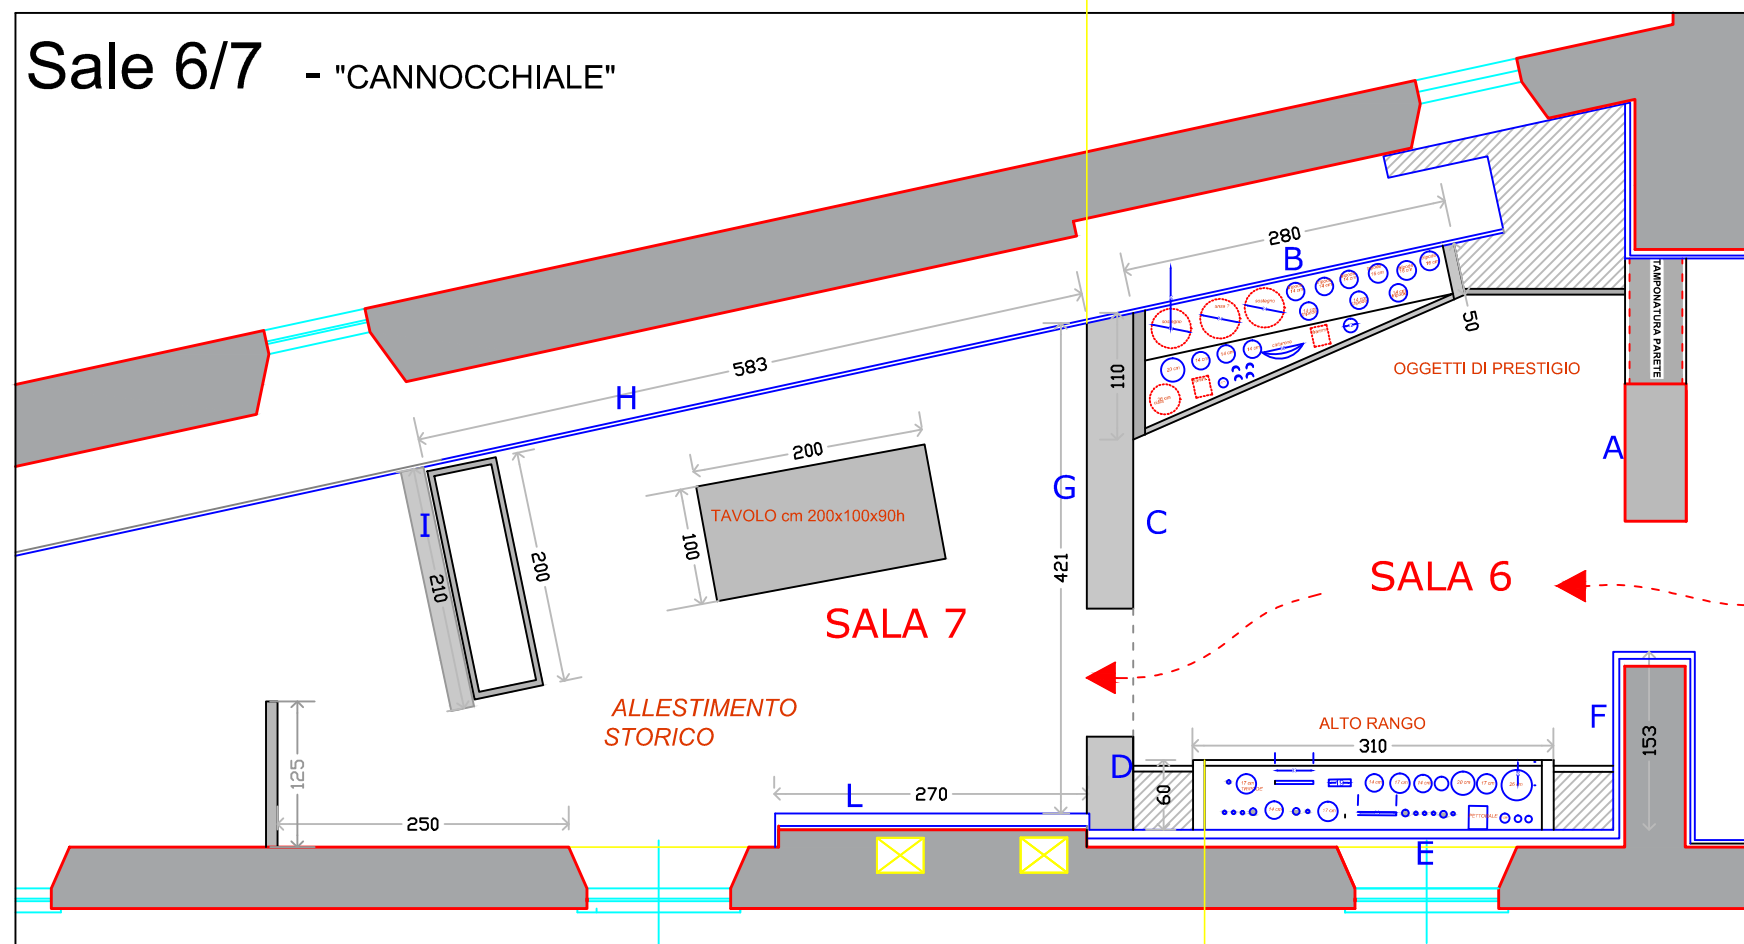 Sale 6/7 - "CANNOCCHIALE"
280
B
50
TAMPONATURA PARETE
583
110
OGGETTI DI PRESTIGIO
H
200
A
G
C
I
TAVOLO cm 200x100x90h
100
200
210
421
SALA 6
SALA 7
ALLESTIMENTO
STORICO
F
ALTO RANGO
310
153
125
D
60
L
270
250
E